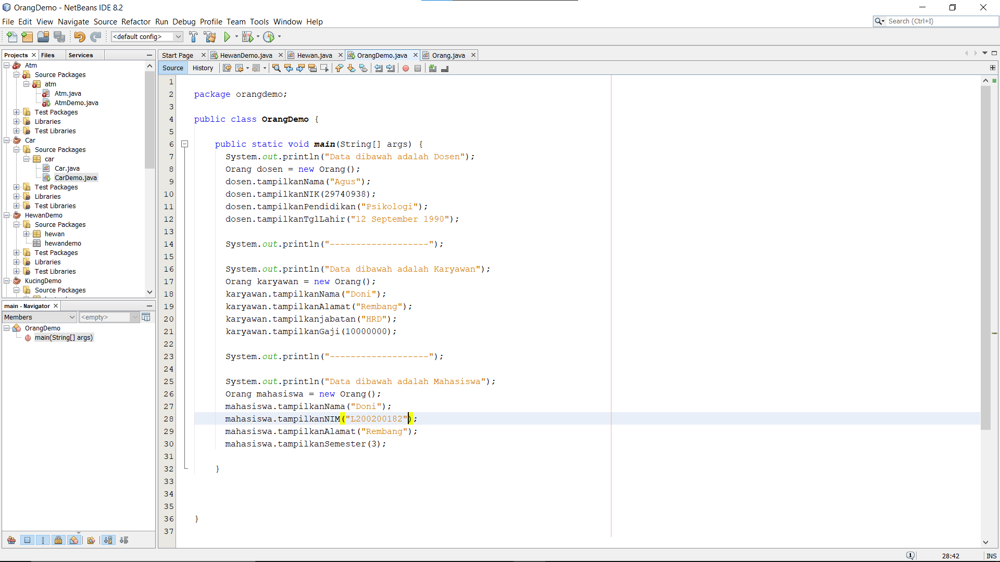 OrangDemo - NetBeans IDE 8.2
File Edit View Navigate Source Refactor Run Debug Profile Team Tools Window Help
Search (Ctrl+I)
<default config>
Projects Files Services
Atm
Source Packages
atm
Atm.java
AtmDemo.java
Test Packages
Libraries
Test Libraries
Car
Source Packages
car
Car.java
CarDemo.java
Test Packages
Libraries
Test Libraries
HewanDemo
Source Packages
hewan
hewandemo
Test Packages
Libraries
Test Libraries
KucingDemo
Source Packages
main - Navigator
Members <empty>
OrangDemo
main(String[] args)
Start Page HewanDemo.java Hewan.java OrangDemo.java Orang.java
Source History
1
2 package orangdemo;
3
4 public class OrangDemo {
5
6 public static void main(String[] args) {
7 System.out.println("Data dibawah adalah Dosen");
8 Orang dosen = new Orang();
9 dosen.tampilkanNama("Agus");
10 dosen.tampilkanNIK(29740938);
11 dosen.tampilkanPendidikan("Psikologi");
12 dosen.tampilkanTglLahir("12 September 1990");
13
14 System.out.println("-------------------");
15
16 System.out.println("Data dibawah adalah Karyawan");
17 Orang karyawan = new Orang();
18 karyawan.tampilkanNama("Doni");
19 karyawan.tampilkanAlamat("Rembang");
20 karyawan.tampilkanjabatan("HRD");
21 karyawan.tampilkanGaji(10000000);
22
23 System.out.println("-------------------");
24
25 System.out.println("Data dibawah adalah Mahasiswa");
26 Orang mahasiswa = new Orang();
27 mahasiswa.tampilkanNama("Doni");
28 mahasiswa.tampilkanNIM("L200200182");
29 mahasiswa.tampilkanAlamat("Rembang");
30 mahasiswa.tampilkanSemester(3);
31
32 }
33
34
35
36 }
37
1 28:42 INS